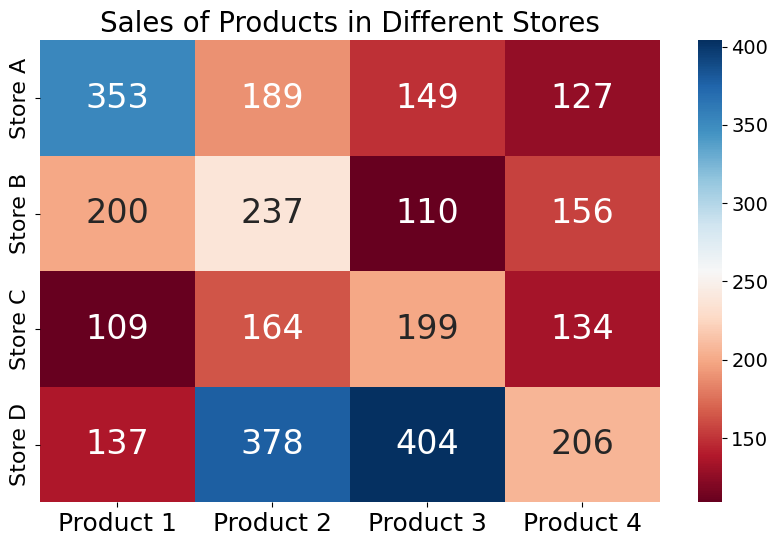 Sales of Products in Different Stores
Store A 353 189 149 127
Store B 200 237 110 156
Store C 109 164 199 134
Store D 137 378 404 206
Product 1 Product 2 Product 3 Product 4
400
350
300
250
200
150